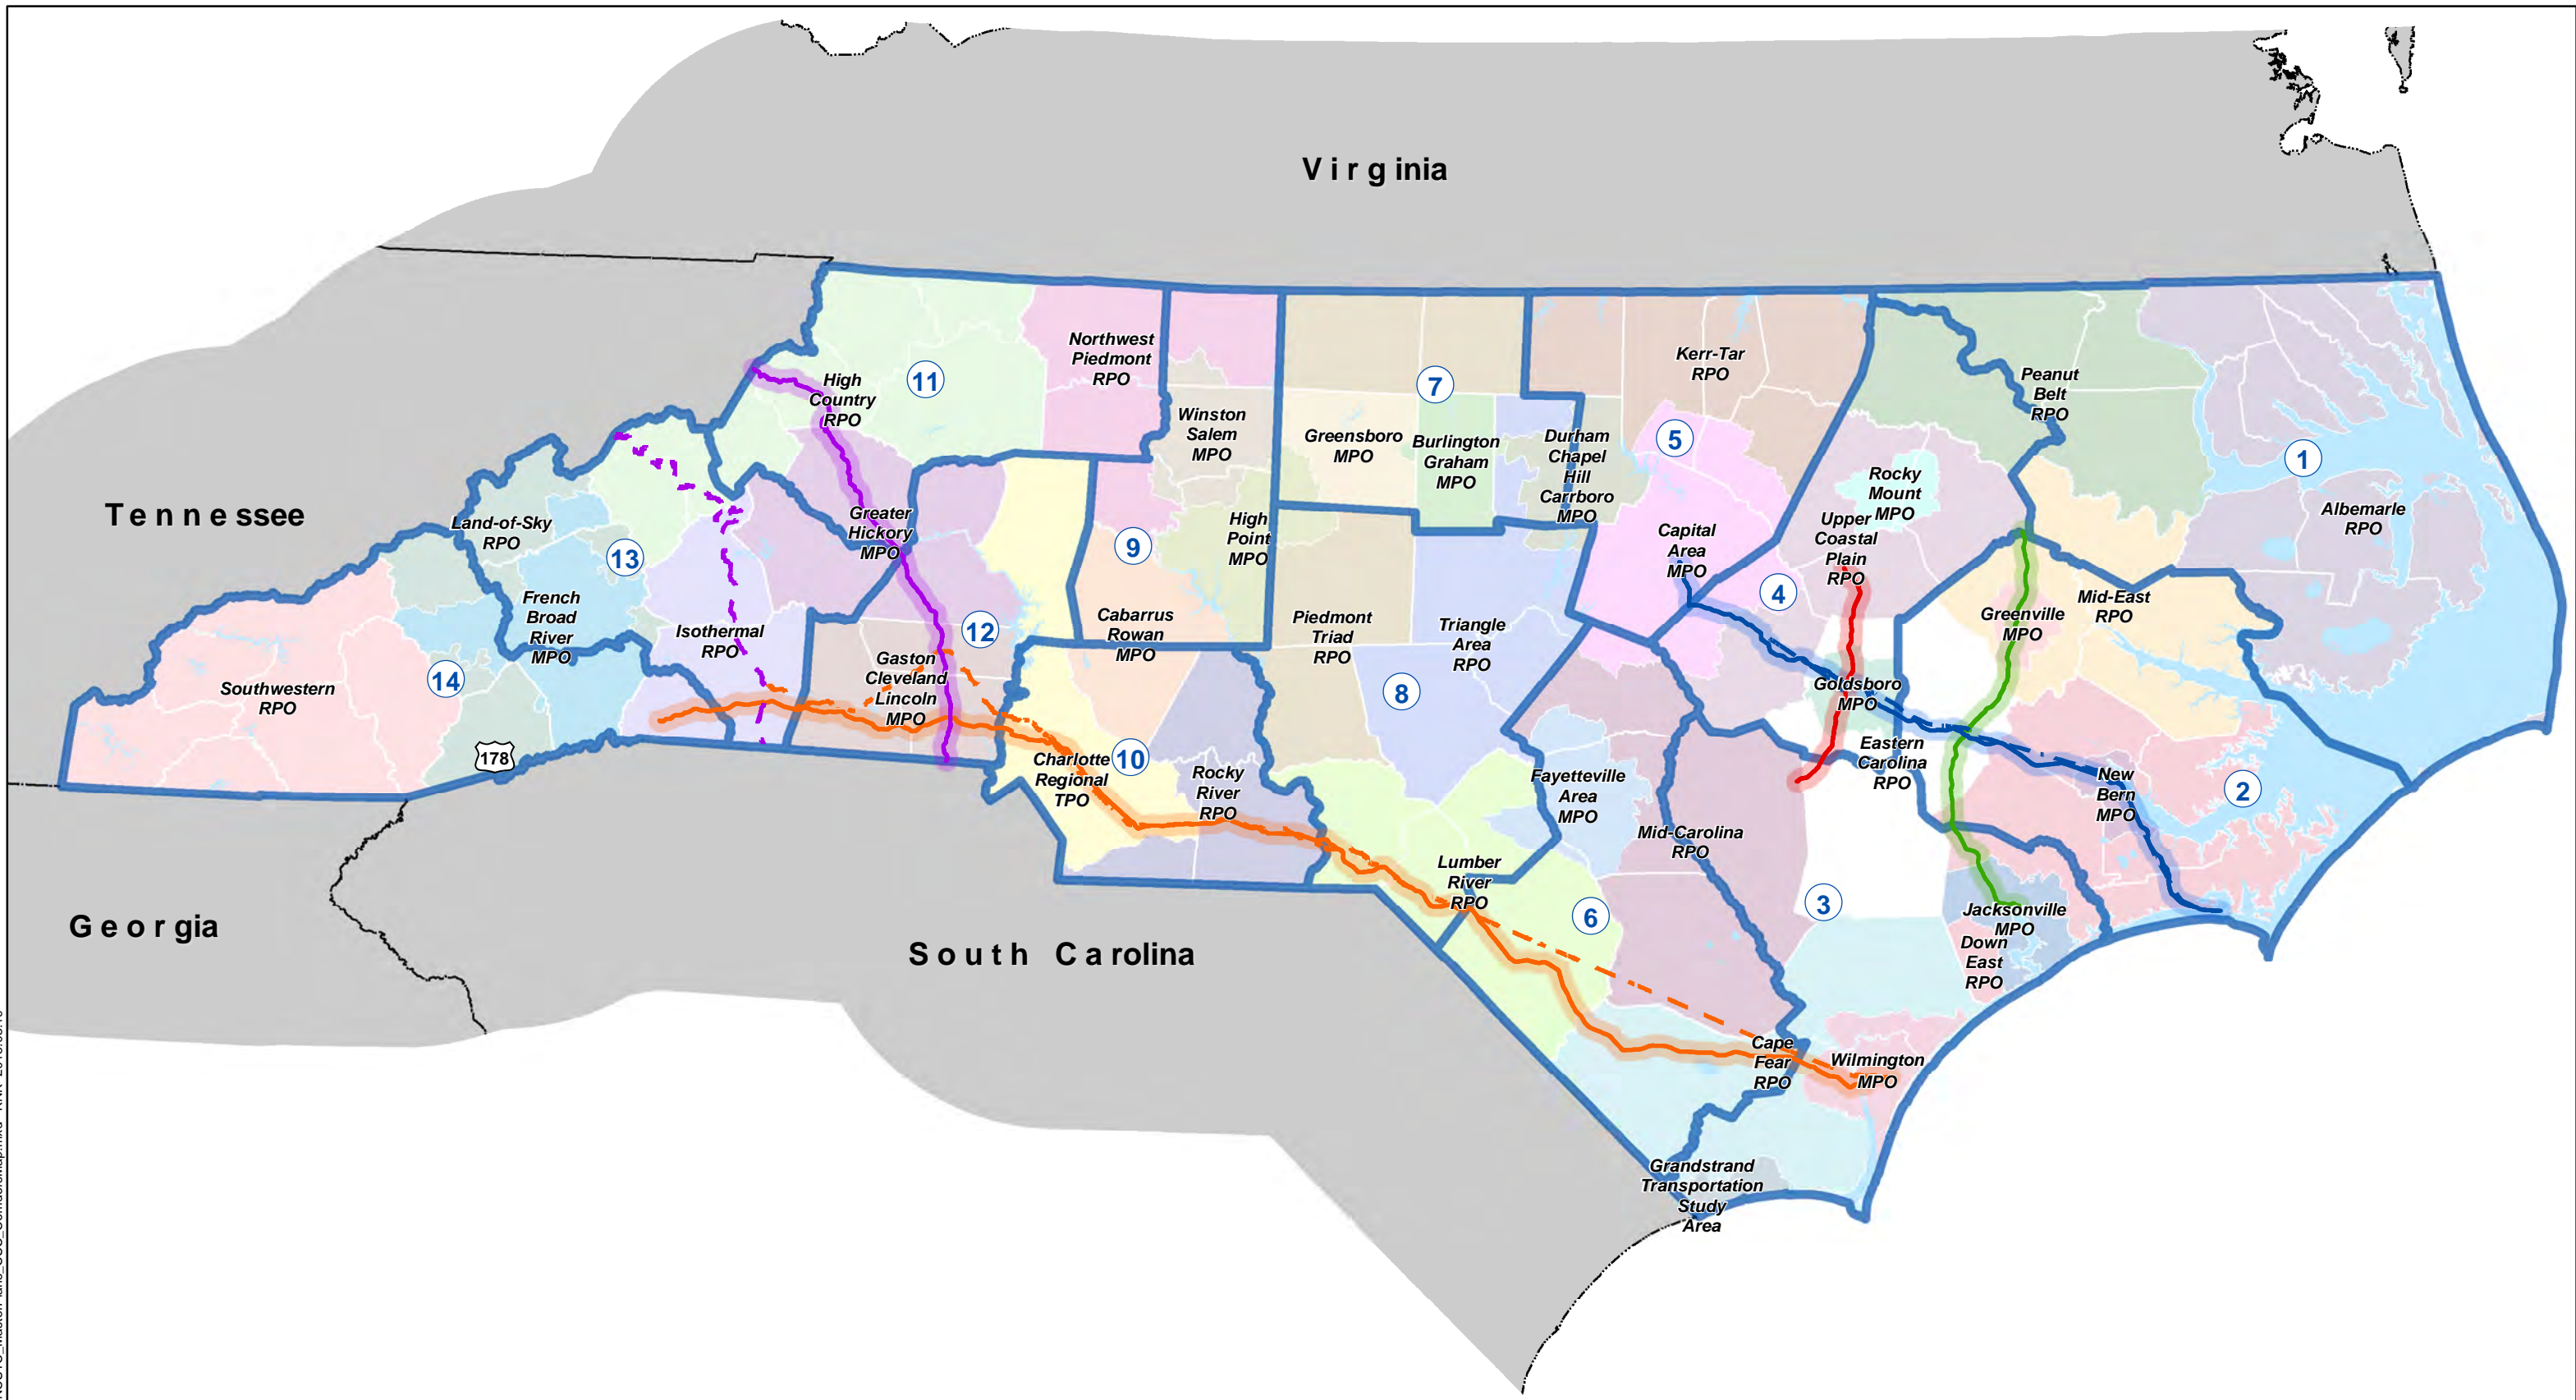 Virginia
Tennessee
Georgia
South Carolina
Northwest
Piedmont
RPO
High
Country
RPO
11
Winston
Salem
MPO
7
Greensboro
MPO
Burlington
Graham
MPO
Durham
Chapel
Hill
Carrboro
MPO
Kerr-Tar
RPO
5
Peanut
Belt
RPO
1
Albemarle
RPO
Rocky
Mount
MPO
Upper
Coastal
Plain
RPO
Capital
Area
MPO
4
Land-of-Sky
RPO
13
Greater
Hickory
MPO
9
High
Point
MPO
French
Broad
River
MPO
Isothermal
RPO
12
Cabarrus
Rowan
MPO
Piedmont
Triad
RPO
Triangle
Area
RPO
Greenville
MPO
Mid-East
RPO
Southwestern
RPO
14
178
Gaston
Cleveland
Lincoln
MPO
8
Goldsboro
MPO
Eastern
Carolina
RPO
10
Charlotte
Regional
TPO
Rocky
River
RPO
Fayetteville
Area
MPO
New
Bern
MPO
2
Mid-Carolina
RPO
Lumber
River
RPO
6
3
Jacksonville
MPO
Down
East
RPO
Cape
Fear
RPO
Wilmington
MPO
Grandstrand
Transportation
Study
Area